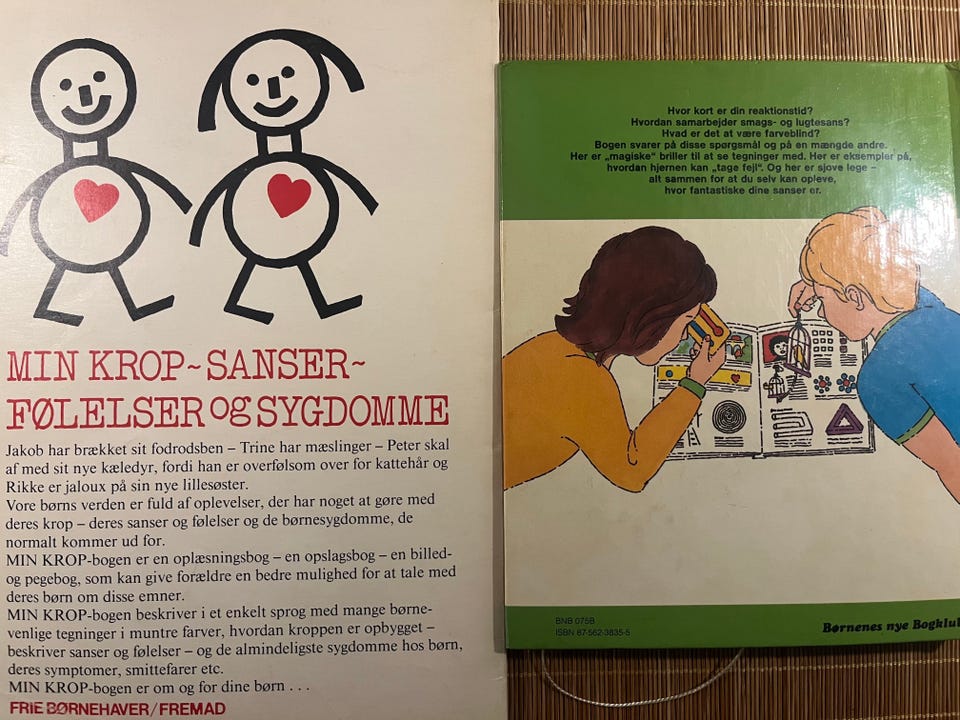 MIN KROP~SANSER~
FØLELSER og SYGDOMME
Jakob har brækket sit fodrodsben – Trine har mæslinger – Peter skal
af med sit nye kæledyr, fordi han er overfølsom over for kattehår og
Rikke er jaloux på sin nye lillesøster.
Vore børns verden er fuld af oplevelser, der har noget at gøre med
deres krop – deres sanser og følelser og de børnesygdomme, de
normalt kommer ud for.
MIN KROP-bogen er en oplæsningsbog – en opslagsbog – en billed-
og pegebog, som kan give forældre en bedre mulighed for at tale med
deres børn om disse emner.
MIN KROP-bogen beskriver i et enkelt sprog med mange børne-
venlige tegninger i muntre farver, hvordan kroppen er opbygget –
beskriver sanser og følelser – og de almindeligste sygdomme hos børn,
deres symptomer, smittefarer etc.
MIN KROP-bogen er om og for dine børn . . .
FRIE BØRNEHAVER/FREMAD
Hvor kort er din reaktionstid?
Hvordan samarbejder smags- og lugtesans?
Hvad er det at være farveblind?
Bogen svarer på disse spørgsmål og på en mængde andre.
Her er „magiske“ briller til at se tegninger med. Her er eksempler på,
hvordan hjernen kan „tage fejl“. Og her er sjove lege –
alt sammen for at du selv kan opleve,
hvor fantastiske dine sanser er.
BNB 075B
ISBN 87-562-3835-5
Børnenes nye Bogklub